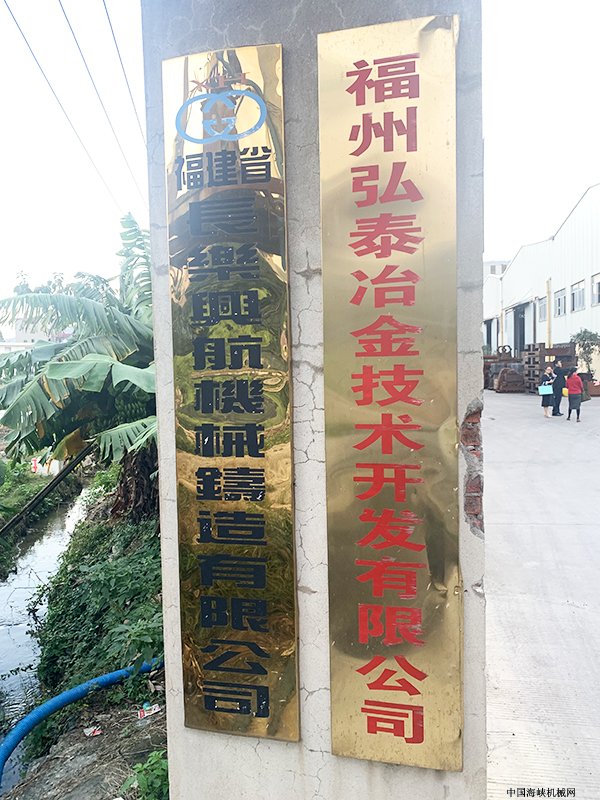 福建省
長樂興航機械鑄造有限公司
福州弘泰冶金技术开发有限公司
中国海峡机械网